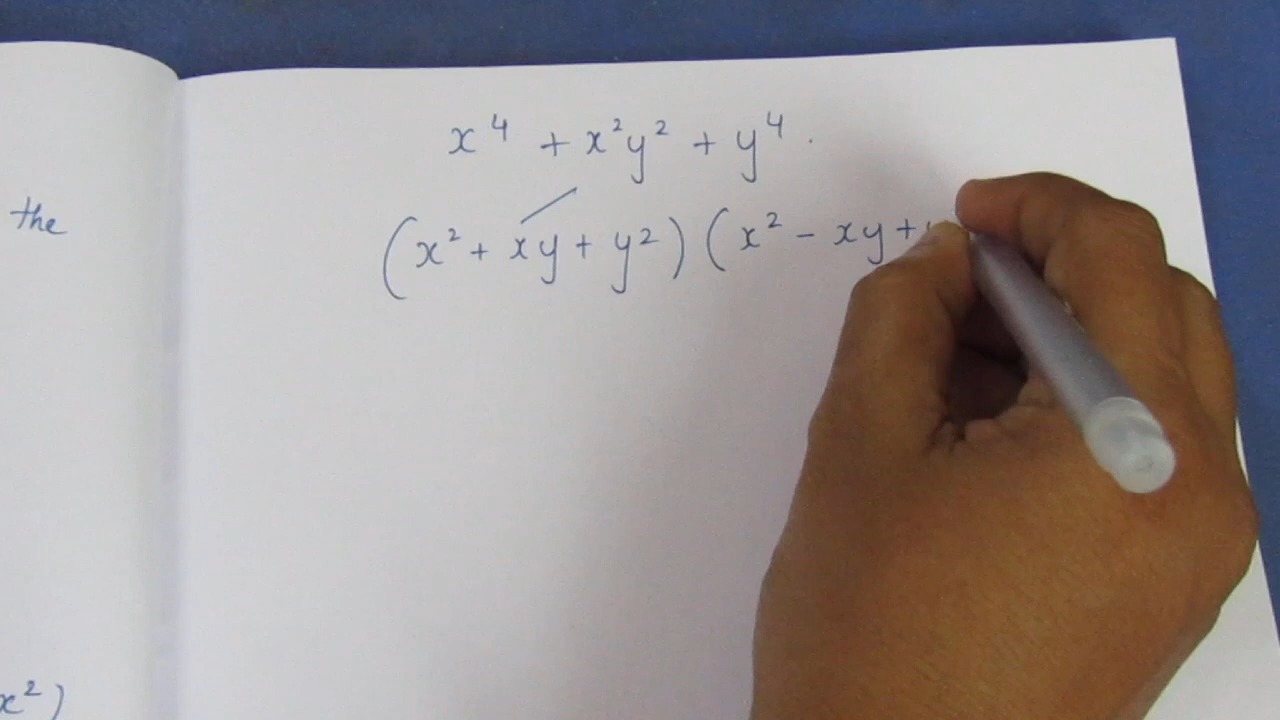 the
x²)
x⁴ + x²y² + y⁴.
(x² + xy + y²) (x² - xy +